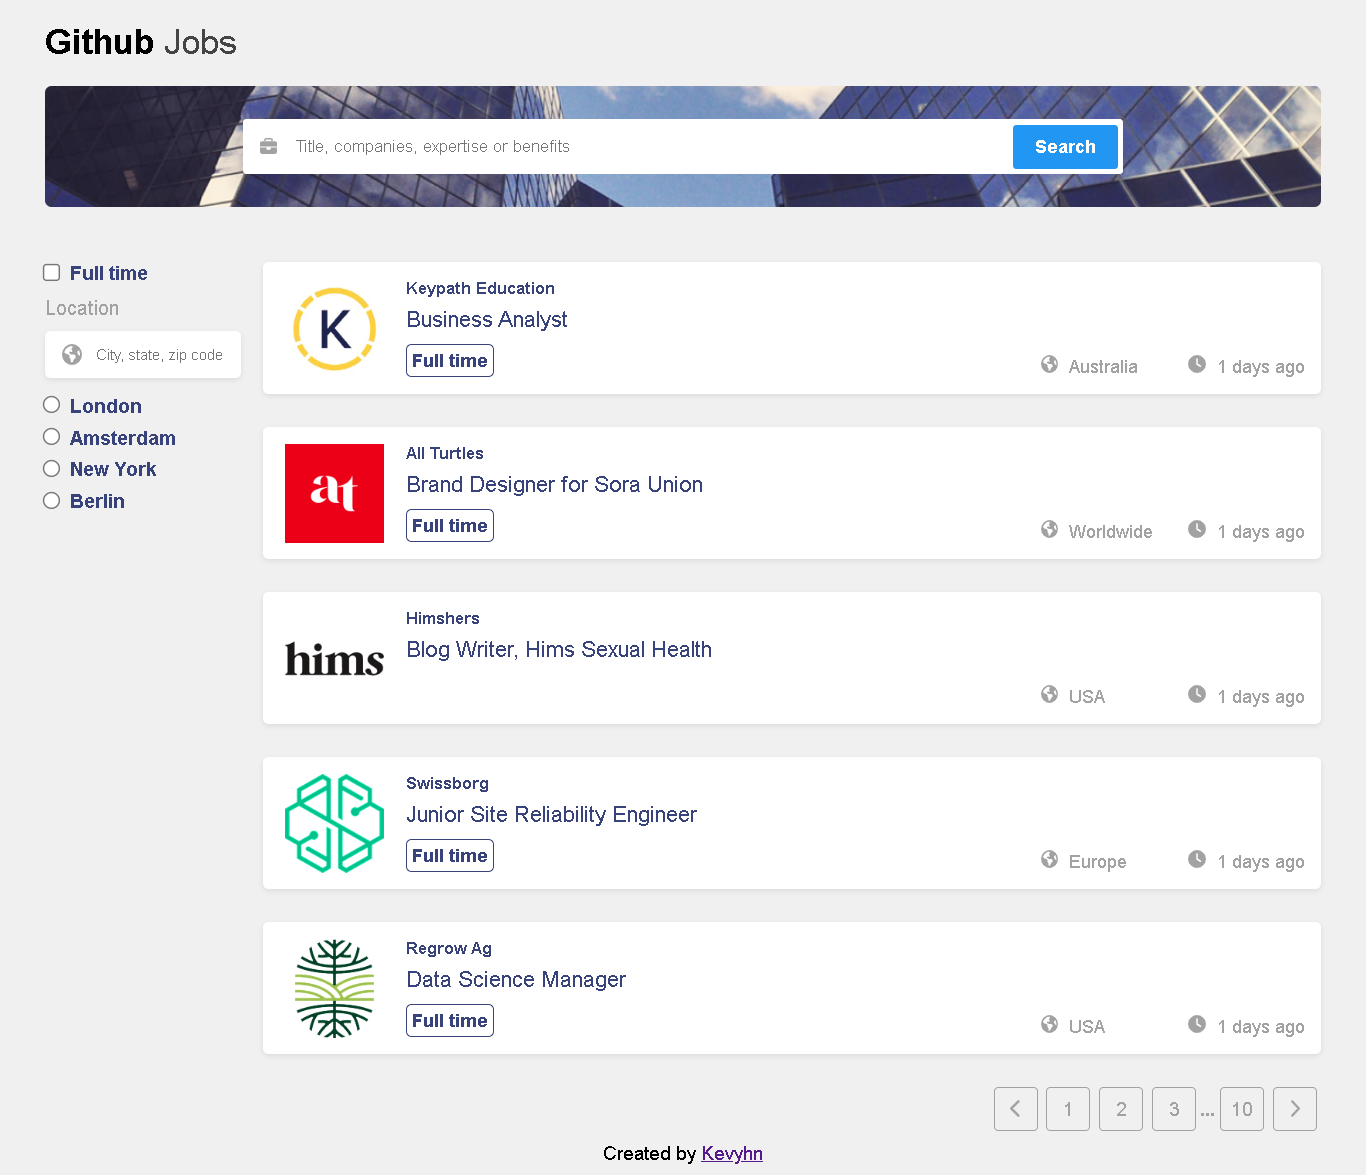 Github Jobs
Title, companies, expertise or benefits
Search
Full time
Location
City, state, zip code
London
Amsterdam
New York
Berlin
K
Keypath Education
Business Analyst
Full time
Australia
1 days ago
at
All Turtles
Brand Designer for Sora Union
Full time
Worldwide
1 days ago
hims
Himshers
Blog Writer, Hims Sexual Health
USA
1 days ago
Swissborg
Junior Site Reliability Engineer
Full time
Europe
1 days ago
Regrow Ag
Data Science Manager
Full time
USA
1 days ago
1 2 3 ... 10
Created by Kevyhn